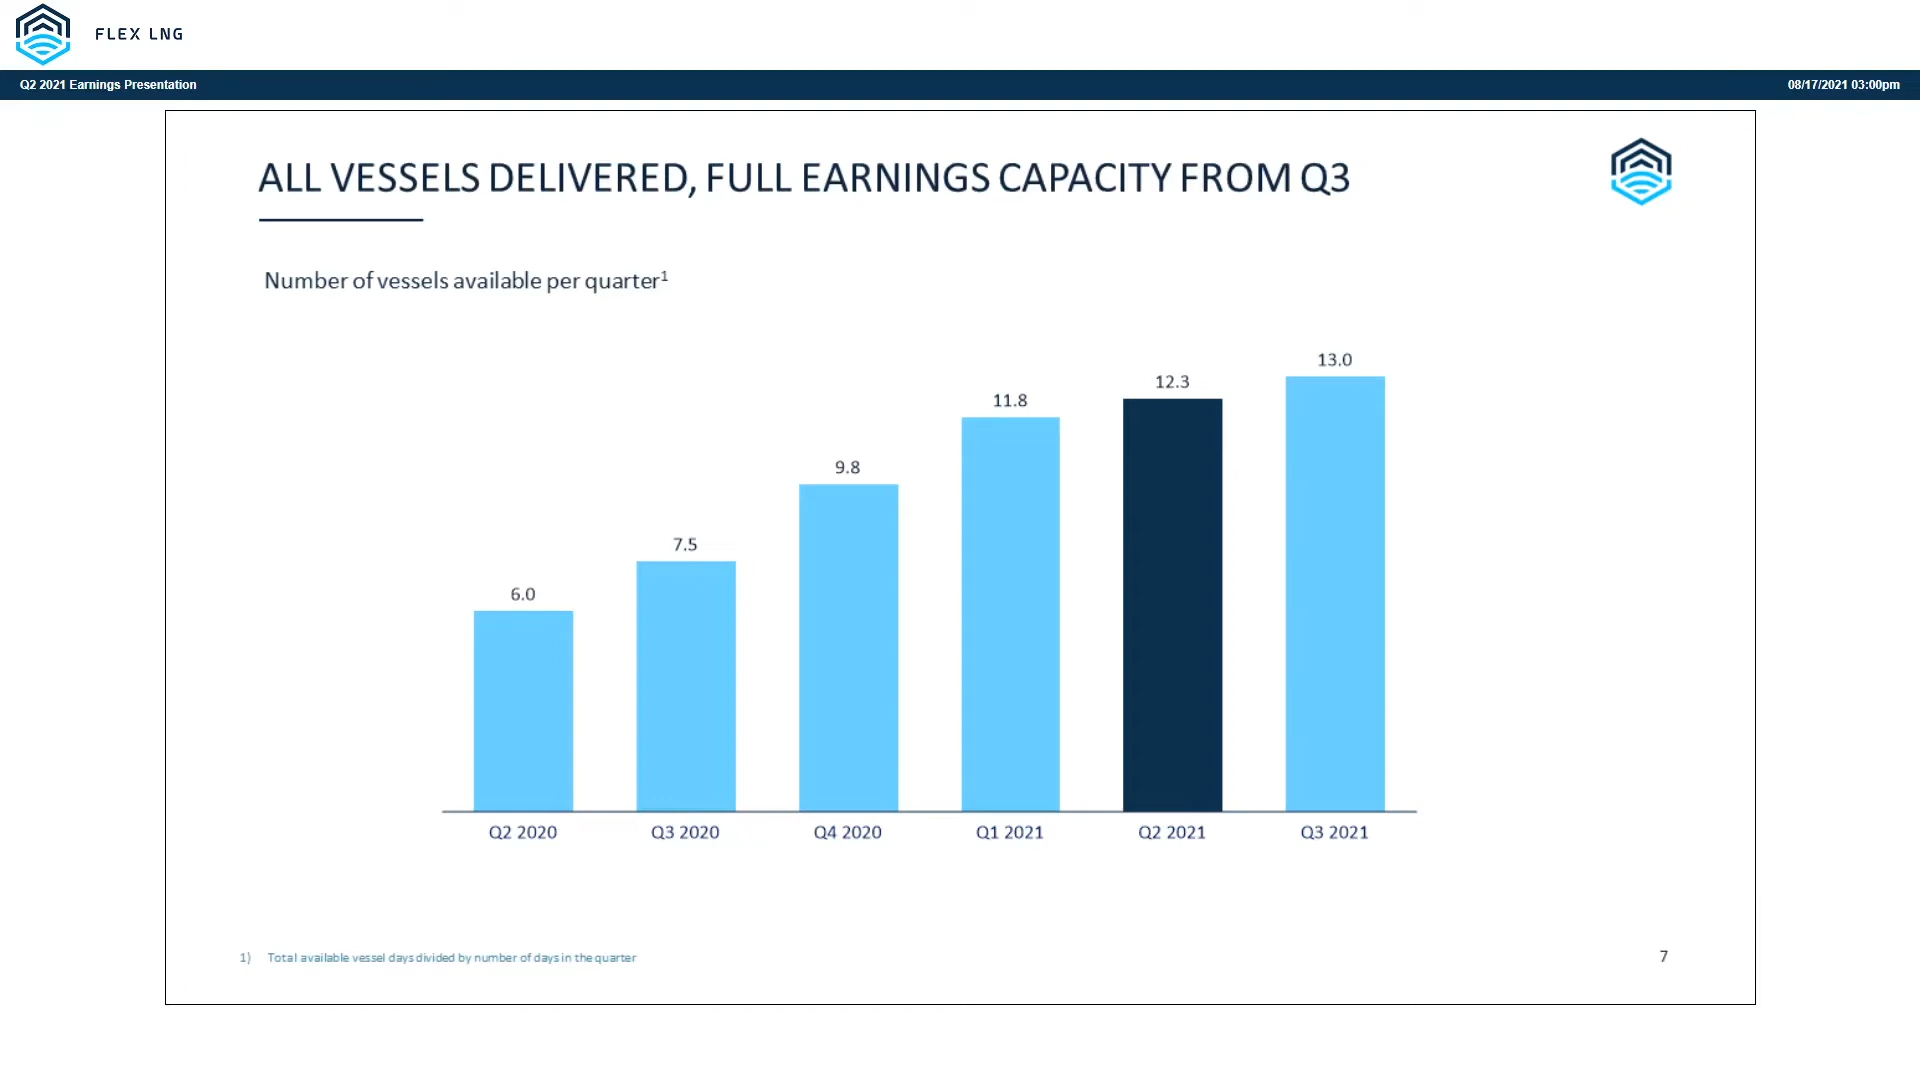 FLEX LNG
Q2 2021 Earnings Presentation
08/17/2021 03:00pm
ALL VESSELS DELIVERED, FULL EARNINGS CAPACITY FROM Q3
Number of vessels available per quarter¹
6.0
7.5
9.8
11.8
12.3
13.0
Q2 2020
Q3 2020
Q4 2020
Q1 2021
Q2 2021
Q3 2021
1) Total available vessel days divided by number of days in the quarter
7